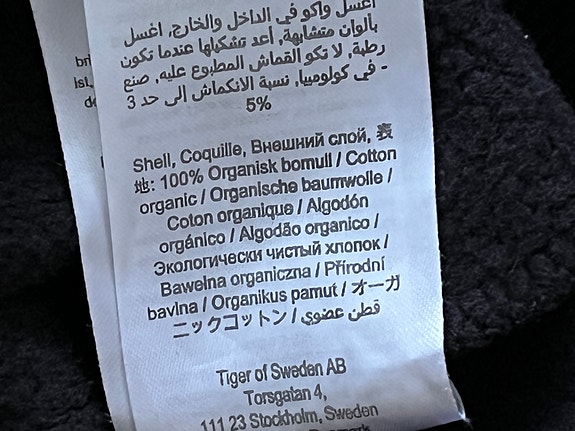 اغسل واكو في الداخل والخارج, اغسل
بألوان متشابهة, أعد تشكيلها عندما تكون
رطبة, لا تكو القماش المطبوع عليه, صنع
في كولومبيا, نسبة الانكماش إلى حد 3 -
5%
Shell, Coquille, Внешний слой, 表
地: 100% Organisk bomull / Cotton
organic / Organische baumwolle /
Coton organique / Algodón
orgánico / Algodão organico /
Экологически чистый хлопок /
Bawełna organiczna / Přírodní
bavlna / Organikus pamut / オーガ
ニックコットン / قطن عضوي
Tiger of Sweden AB
Torsgatan 4,
111 23 Stockholm, Sweden